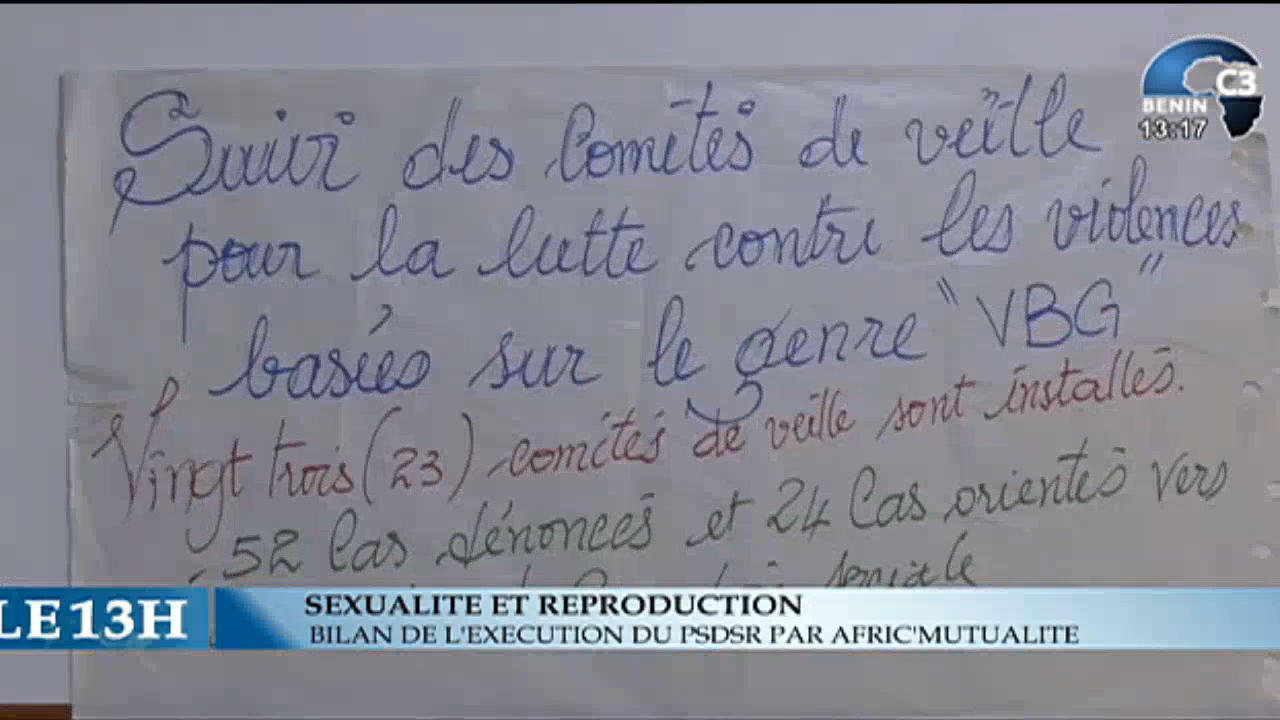 C3
BENIN
13:17
Suivi des Comités de veille
pour la lutte contre les violences
basées sur le genre "VBG"
Vingt trois (23) comités de veille sont installés.
- 52 Cas dénoncés et 24 Cas orientés vers
LE 13H
SEXUALITE ET REPRODUCTION
BILAN DE L'EXECUTION DU PSDSR PAR AFRIC'MUTUALITE